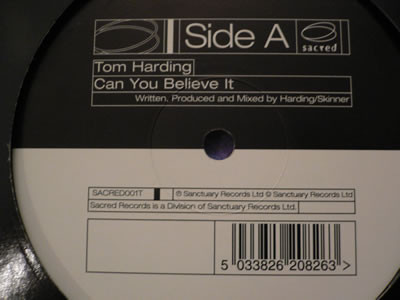 Side A
sacred
Tom Harding
Can You Believe It
Written, Produced and Mixed by Harding/Skinner
SACRED001T ℗ Sanctuary Records Ltd © Sanctuary Records Ltd
Sacred Records is a Division of Sanctuary Records Ltd.
5 033826 208263 >